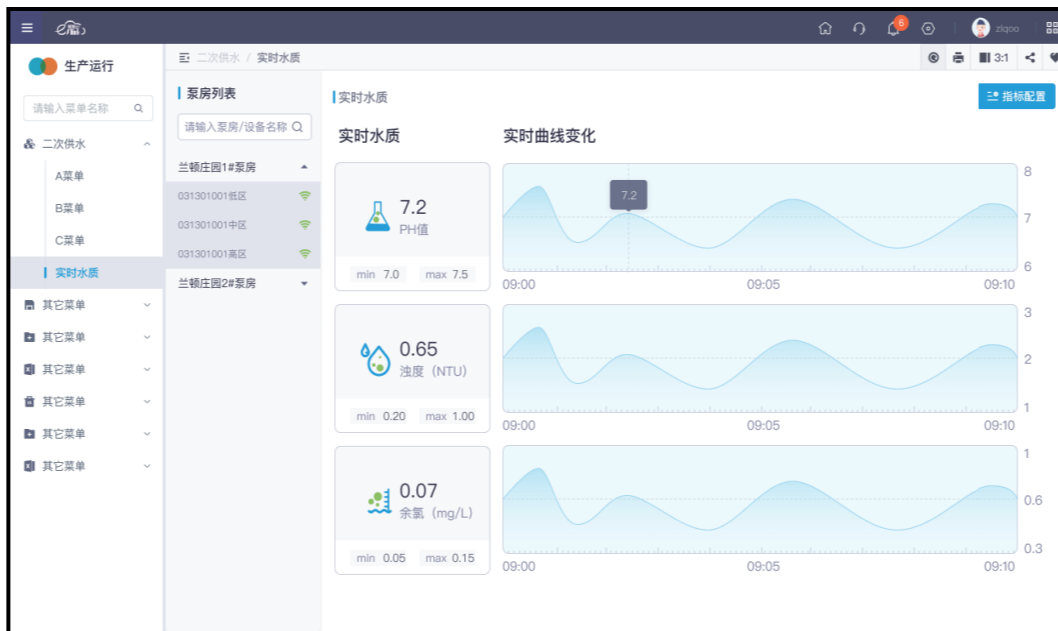 6
zlqoo
生产运行
请输入菜单名称
二次供水
A菜单
B菜单
C菜单
实时水质
其它菜单
其它菜单
其它菜单
其它菜单
其它菜单
其它菜单
二次供水 / 实时水质
3:1
泵房列表
请输入泵房/设备名称
兰顿庄园1#泵房
031301001低区
031301001中区
031301001高区
兰顿庄园2#泵房
实时水质
指标配置
实时水质
实时曲线变化
7.2
PH值
min 7.0 max 7.5
7.2
8
7
6
09:00 09:05 09:10
0.65
浊度（NTU)
min 0.20 max 1.00
3
2
1
09:00 09:05 09:10
0.07
余氯（mg/L）
min 0.05 max 0.15
1
0.6
0.3
09:00 09:05 09:10